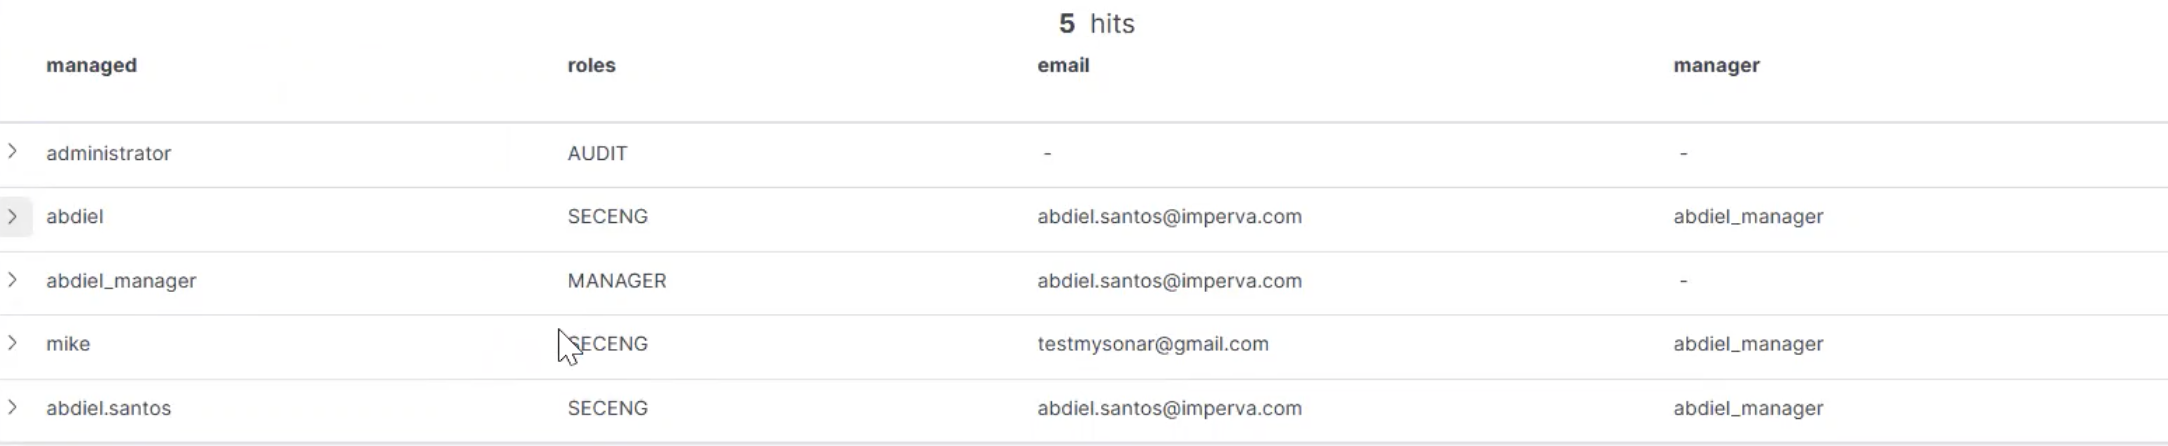 5 hits
managed roles email manager
administrator AUDIT - -
abdiel SECENG abdiel.santos@imperva.com abdiel_manager
abdiel_manager MANAGER abdiel.santos@imperva.com -
mike SECENG testmysonar@gmail.com abdiel_manager
abdiel.santos SECENG abdiel.santos@imperva.com abdiel_manager